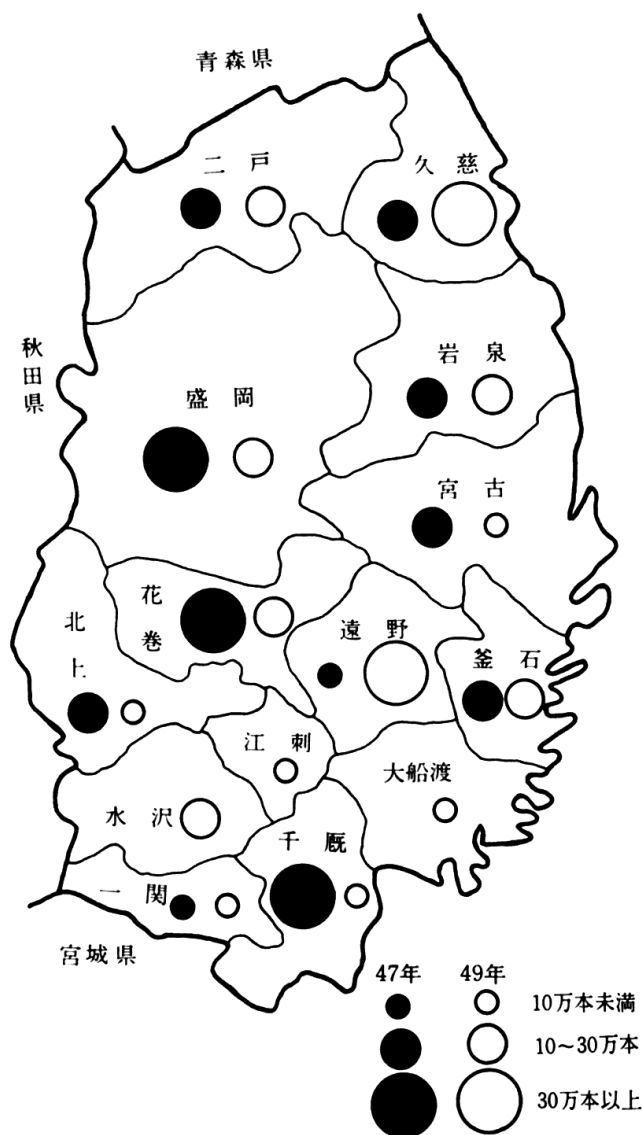 青森県
二戸
久慈
秋田県
岩泉
盛岡
宮古
花巻
北上
遠野
釜石
江刺
大船渡
水沢
千厩
一関
宮城県
47年 49年
10万本未満
10〜30万本
30万本以上